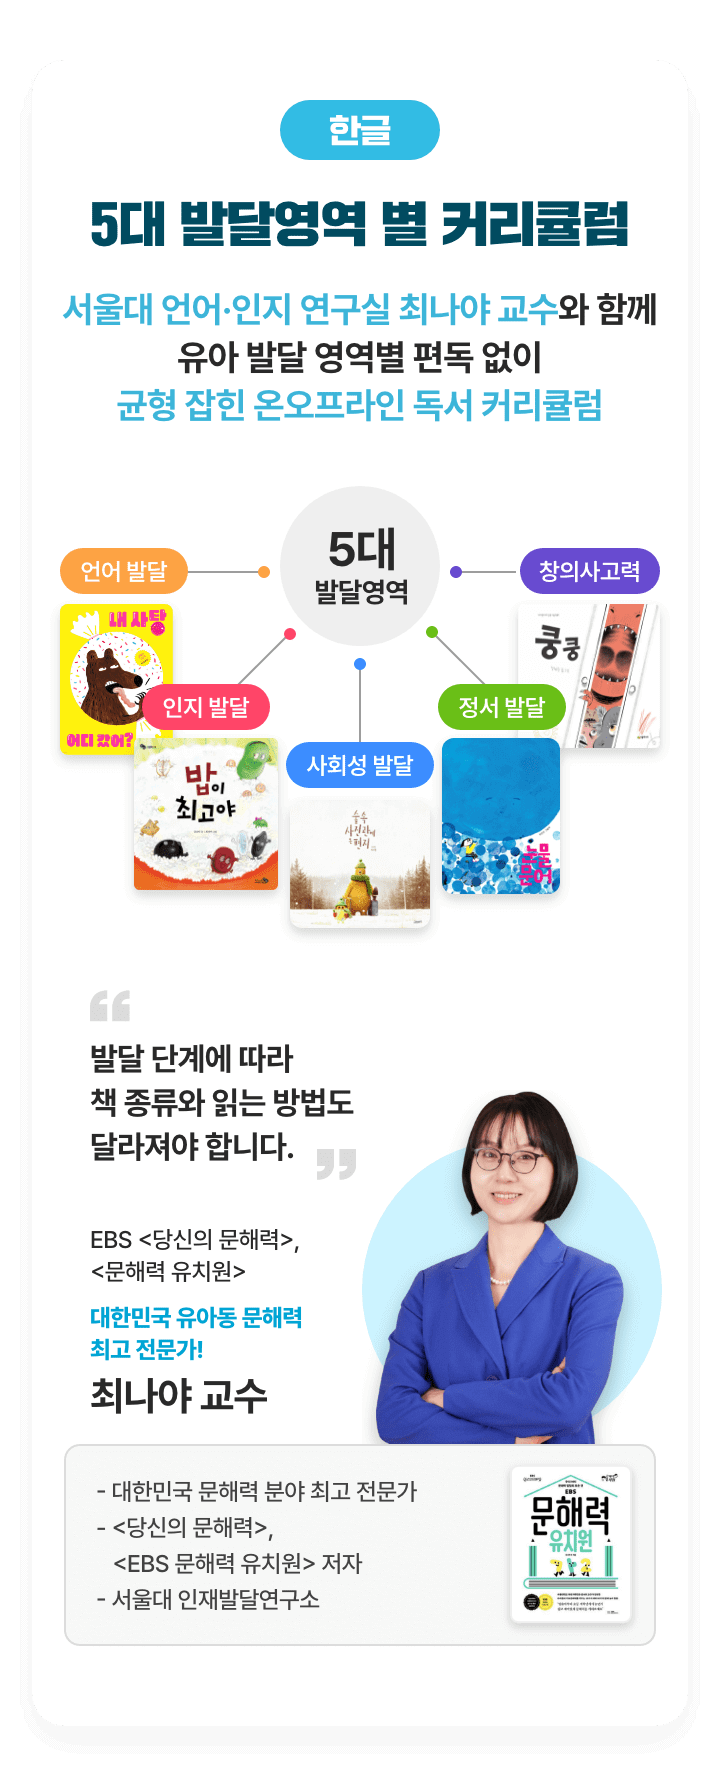 한글
5대 발달영역 별 커리큘럼
서울대 언어·인지 연구실 최나야 교수와 함께
유아 발달 영역별 편독 없이
균형 잡힌 온오프라인 독서 커리큘럼
5대
발달영역
언어 발달
창의사고력
내 사탕
어디 갔어?
쿵쿵
인지 발달
정서 발달
사회성 발달
밥이
최고야
숲속
사진관에
편지
눈물
문어
발달 단계에 따라
책 종류와 읽는 방법도
달라져야 합니다.
EBS <당신의 문해력>,
<문해력 유치원>
대한민국 유아동 문해력
최고 전문가!
최나야 교수
- 대한민국 문해력 분야 최고 전문가
- <당신의 문해력>,
<EBS 문해력 유치원> 저자
- 서울대 인재발달연구소
EBS
문해력
유치원